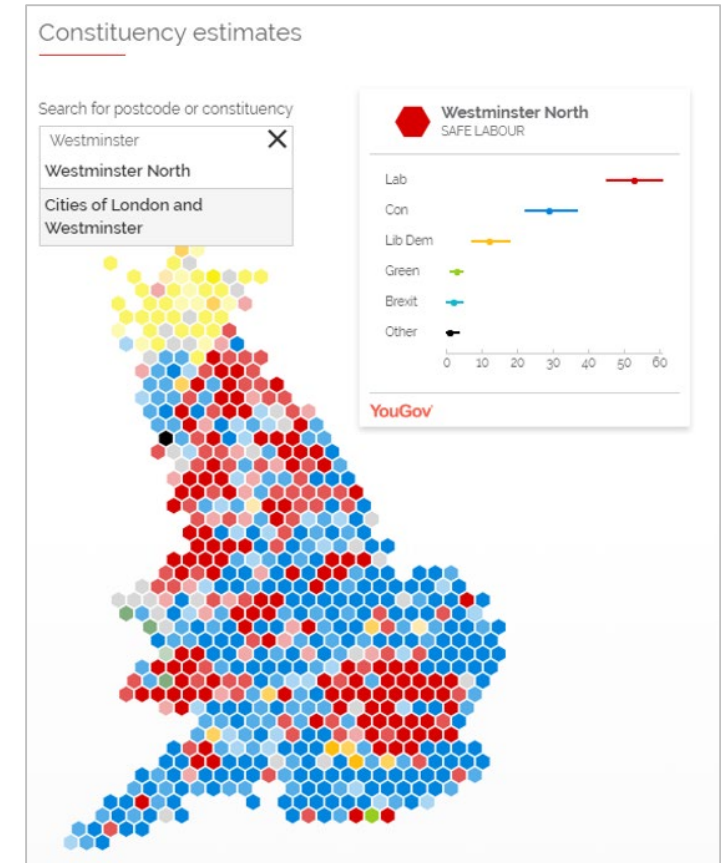 Constituency estimates
Search for postcode or constituency
Westminster
Westminster North
Cities of London and
Westminster
Westminster North
SAFE LABOUR
Lab
Con
Lib Dem
Green
Brexit
Other
0 10 20 30 40 50 60
YouGov